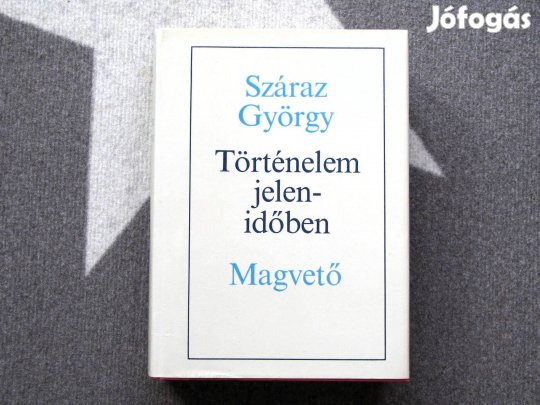 Jófogás
Száraz
György
Történelem
jelen-
időben
Magvető